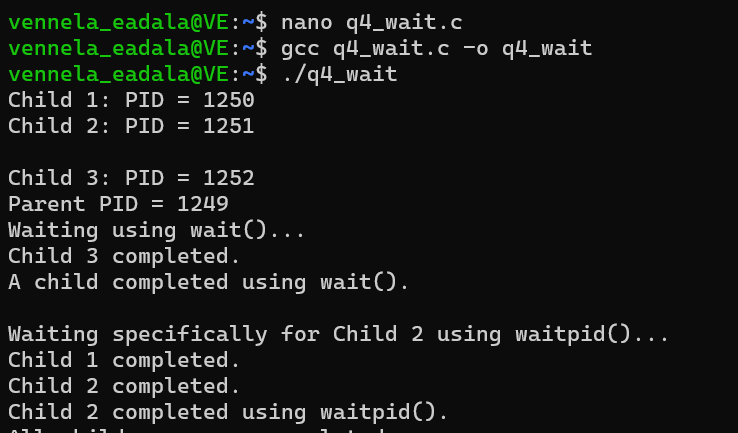 vennela_eadala@VE:~$ nano q4_wait.c
vennela_eadala@VE:~$ gcc q4_wait.c -o q4_wait
vennela_eadala@VE:~$ ./q4_wait
Child 1: PID = 1250
Child 2: PID = 1251
Child 3: PID = 1252
Parent PID = 1249
Waiting using wait()...
Child 3 completed.
A child completed using wait().
Waiting specifically for Child 2 using waitpid()...
Child 1 completed.
Child 2 completed.
Child 2 completed using waitpid().